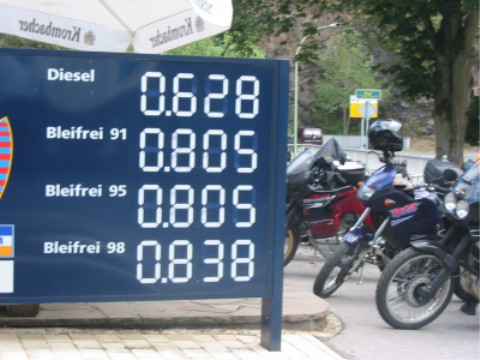 Krombacher
Krombacher
Diesel 0.628
Bleifrei 91 0.805
Bleifrei 95 0.805
Bleifrei 98 0.838